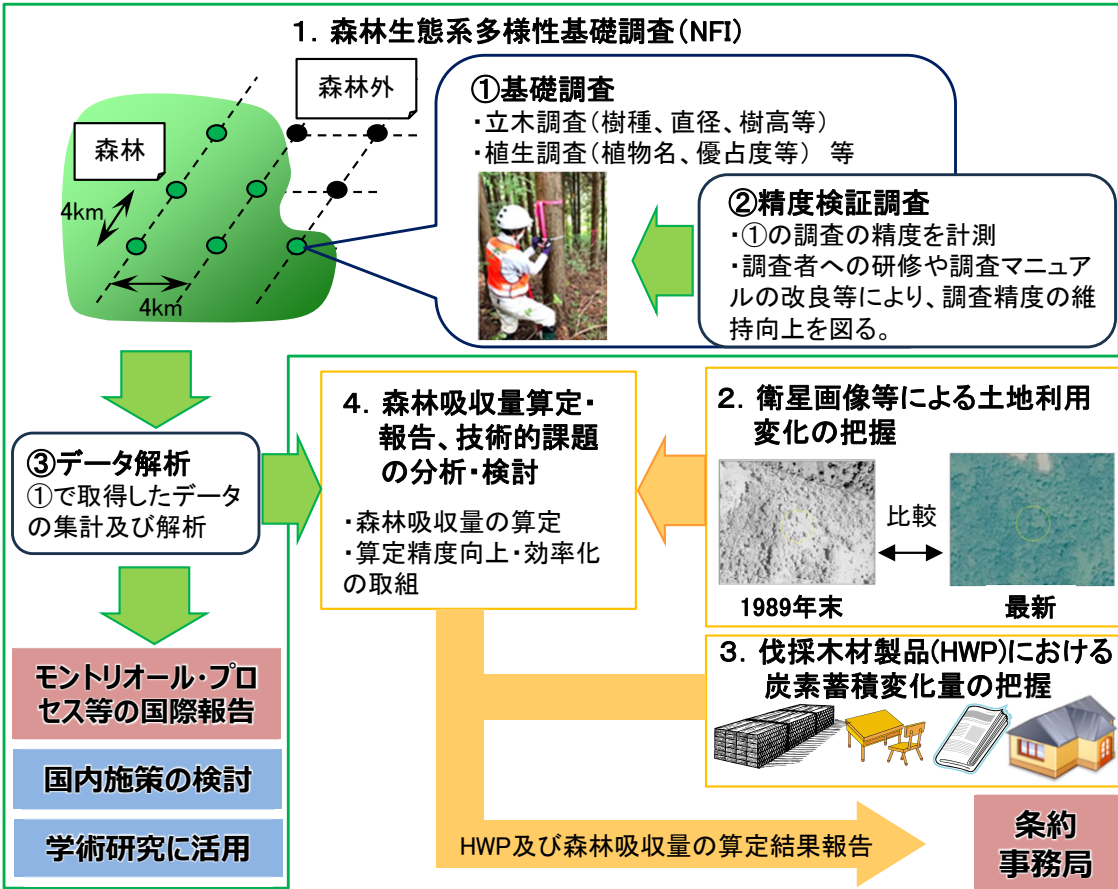 1．森林生態系多様性基礎調査（NFI）
森林外
森林
4km
4km
①基礎調査
・立木調査（樹種、直径、樹高等）
・植生調査（植物名、優占度等） 等
②精度検証調査
・①の調査の精度を計測
・調査者への研修や調査マニュ
アルの改良等により、調査精度の維
持向上を図る。
③データ解析
①で取得したデータ
の集計及び解析
モントリオール・プロ
セス等の国際報告
国内施策の検討
学術研究に活用
4．森林吸収量算定・
報告、技術的課題
の分析・検討
・森林吸収量の算定
・算定精度向上・効率化
の取組
2．衛星画像等による土地利用
変化の把握
比較
1989年末
最新
3．伐採木材製品(HWP)における
炭素蓄積変化量の把握
HWP及び森林吸収量の算定結果報告
条約
事務局